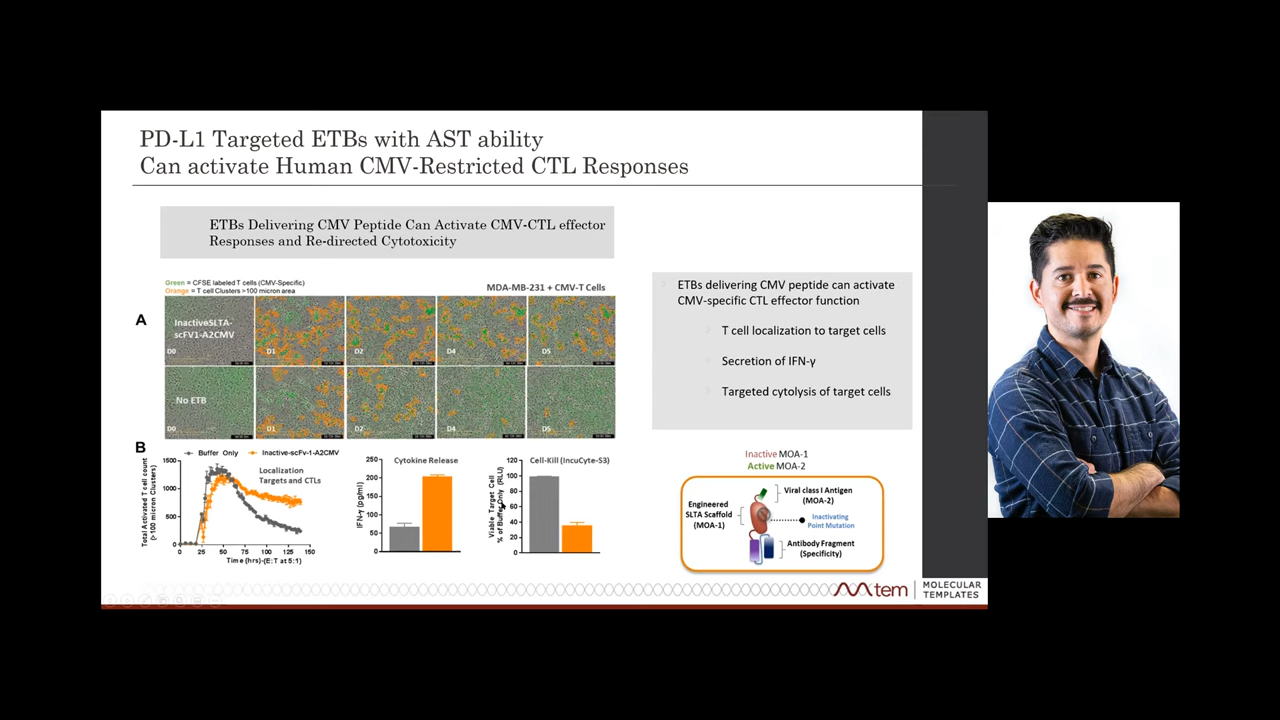 PD-L1 Targeted ETBs with AST ability
Can activate Human CMV-Restricted CTL Responses
ETBs Delivering CMV Peptide Can Activate CMV-CTL effector
Responses and Re-directed Cytotoxicity
Green = CFSE labeled T cells (CMV-Specific)
Orange = T cell Clusters >100 micron area
MDA-MB-231 + CMV-T Cells
A
InactiveSLTA-
scFV1-A2CMV
D0
D1
D2
D4
D5
No ETB
D0
D1
D2
D4
D5
B
Buffer Only
Inactive-scFv-1-A2CMV
Localization
Targets and CTLs
Total Activated T cell count
(>100 micron Clusters)
1500
1000
500
0
0
25
50
75
100
125
150
Time (hrs)-(E:T at 5:1)
Cytokine Release
IFN-γ (pg/ml)
250
200
150
100
50
0
Cell-Kill (IncuCyte-S3)
Viable Target Cell
% of Buffer Only (RLU)
120
100
80
60
40
20
0
ETBs delivering CMV peptide can activate
CMV-specific CTL effector function
T cell localization to target cells
Secretion of IFN-γ
Targeted cytolysis of target cells
Inactive MOA-1
Active MOA-2
Engineered
SLTA Scaffold
(MOA-1)
Viral class I Antigen
(MOA-2)
Inactivating
Point Mutation
Antibody Fragment
(Specificity)
mtem
MOLECULAR
TEMPLATES